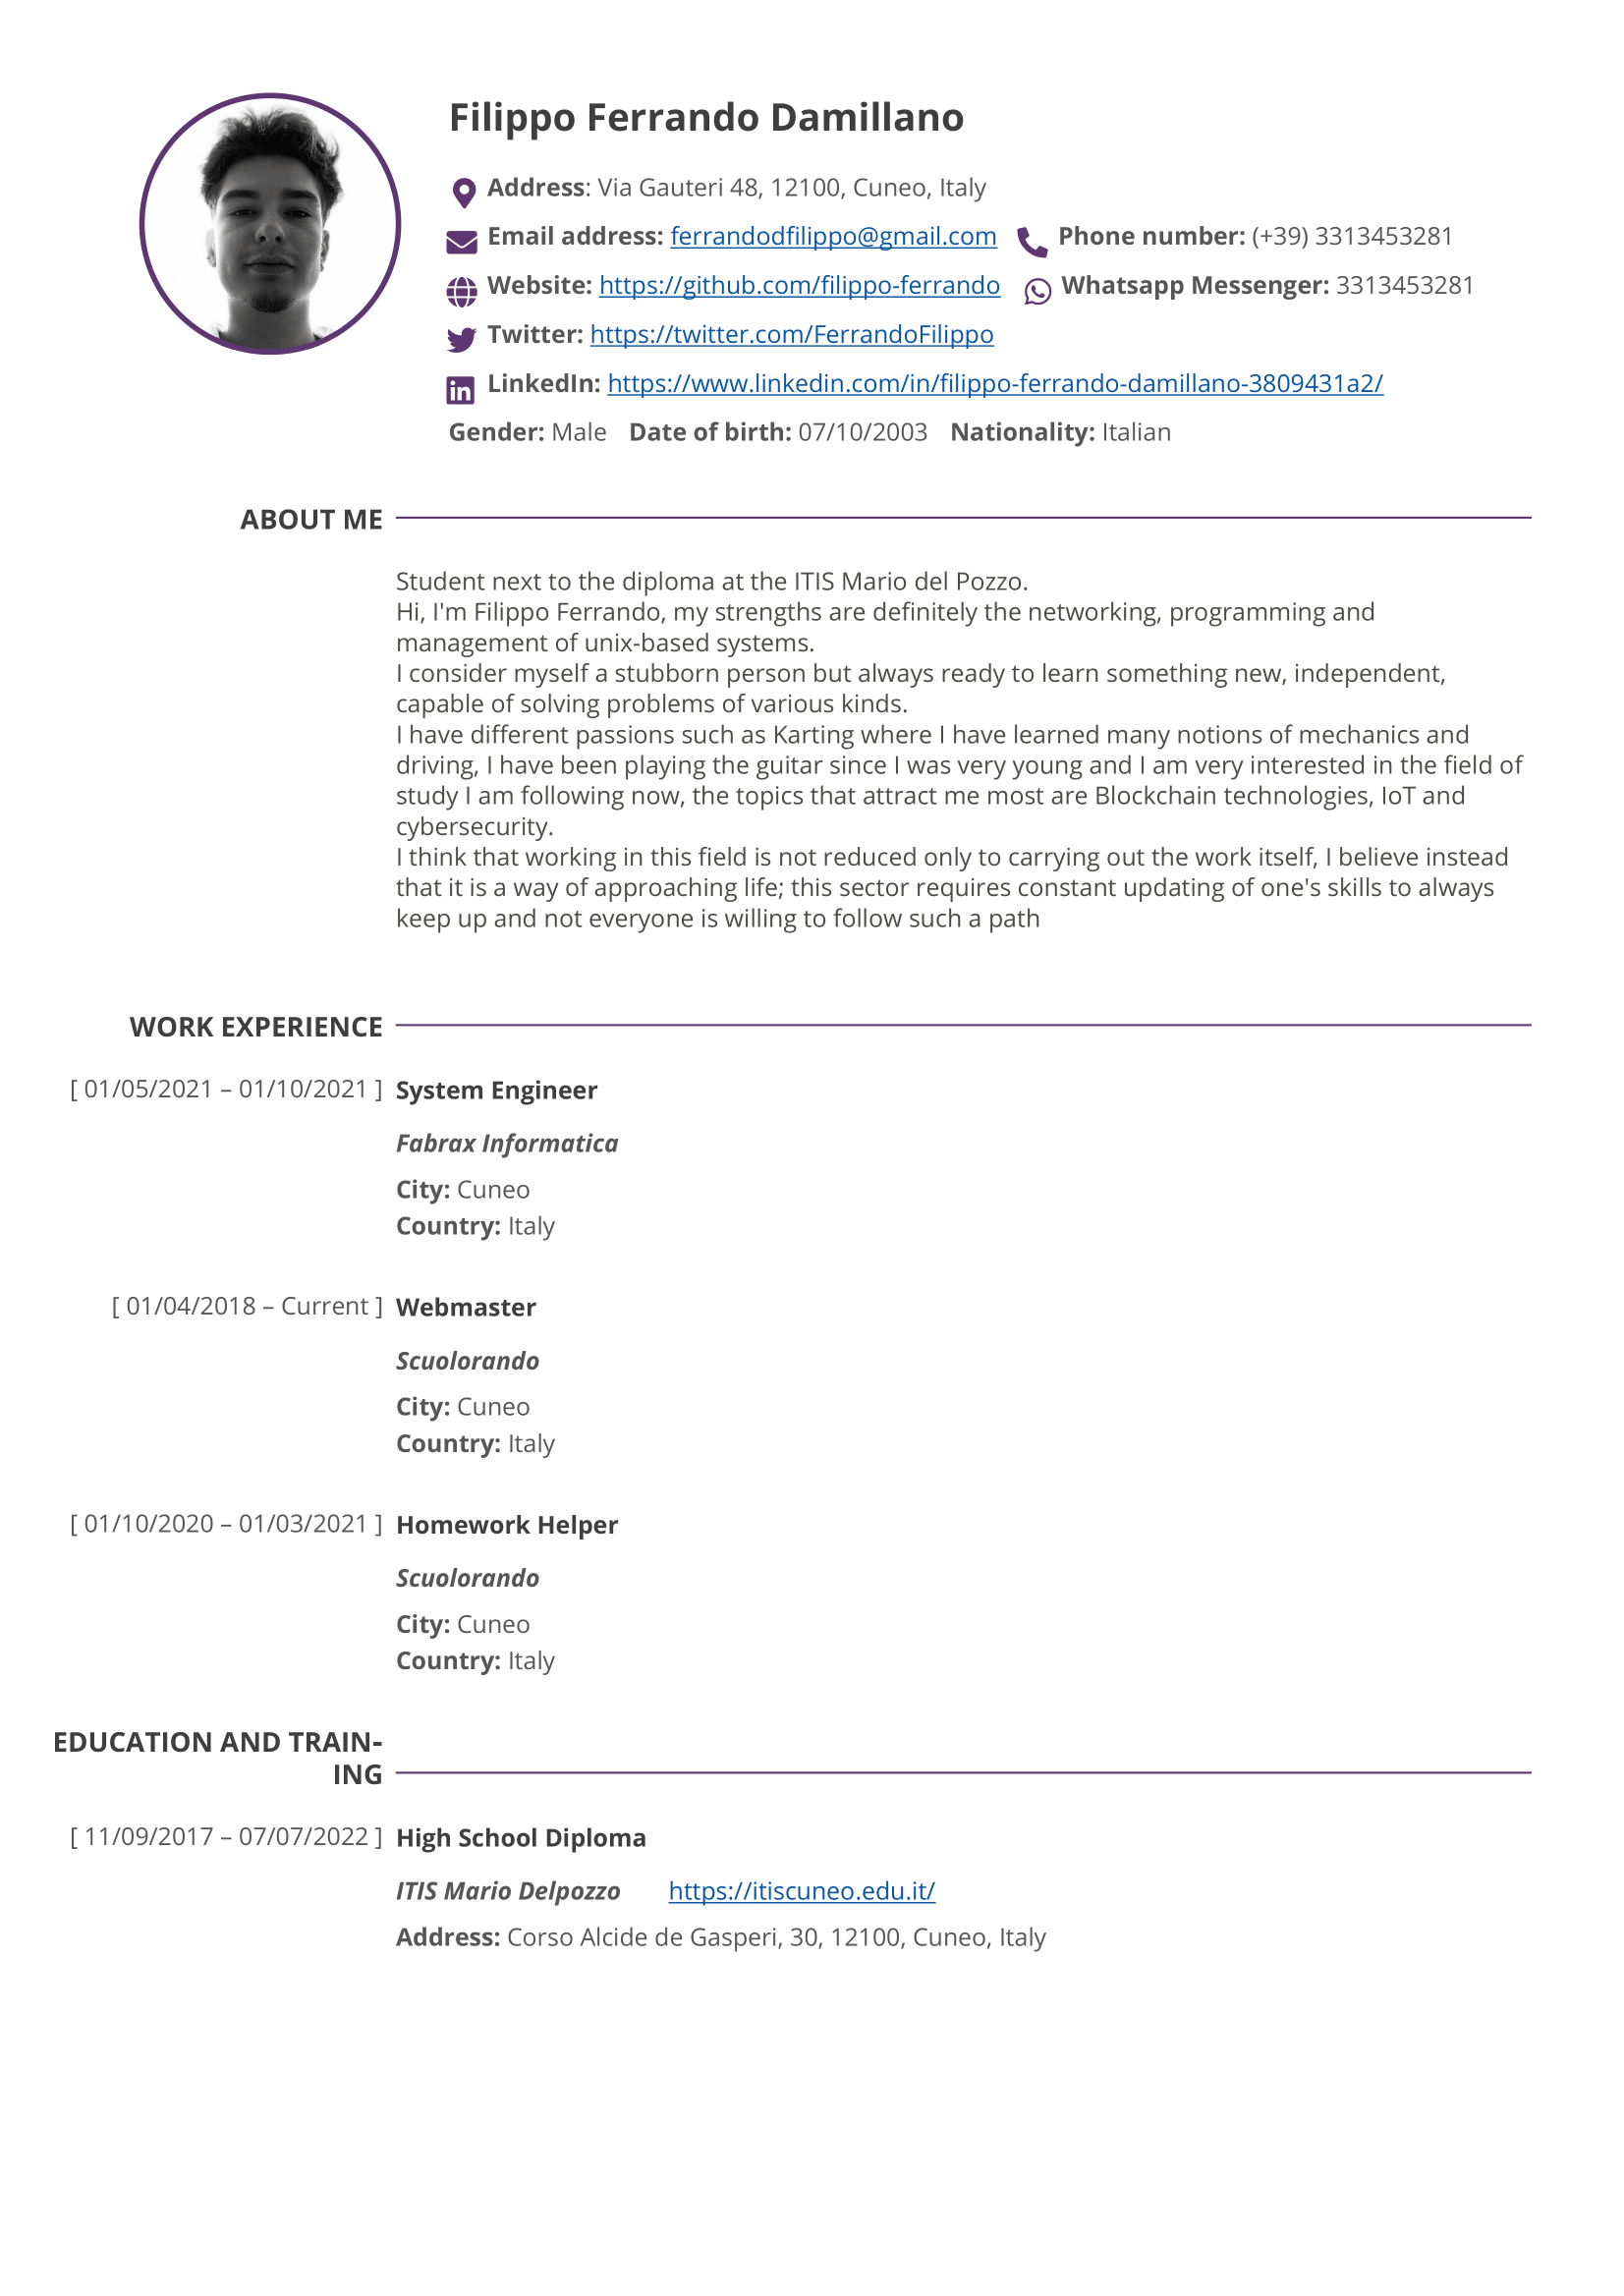 Filippo Ferrando Damillano
Address: Via Gauteri 48, 12100, Cuneo, Italy
Email address: ferrandodfilippo@gmail.com Phone number: (+39) 3313453281
Website: https://github.com/filippo-ferrando Whatsapp Messenger: 3313453281
Twitter: https://twitter.com/FerrandoFilippo
LinkedIn: https://www.linkedin.com/in/filippo-ferrando-damillano-3809431a2/
Gender: Male Date of birth: 07/10/2003 Nationality: Italian
ABOUT ME
Student next to the diploma at the ITIS Mario del Pozzo.
Hi, I'm Filippo Ferrando, my strengths are definitely the networking, programming and
management of unix-based systems.
I consider myself a stubborn person but always ready to learn something new, independent,
capable of solving problems of various kinds.
I have different passions such as Karting where I have learned many notions of mechanics and
driving, I have been playing the guitar since I was very young and I am very interested in the field of
study I am following now, the topics that attract me most are Blockchain technologies, IoT and
cybersecurity.
I think that working in this field is not reduced only to carrying out the work itself, I believe instead
that it is a way of approaching life; this sector requires constant updating of one's skills to always
keep up and not everyone is willing to follow such a path
WORK EXPERIENCE
[ 01/05/2021 – 01/10/2021 ] System Engineer
Fabrax Informatica
City: Cuneo
Country: Italy
[ 01/04/2018 – Current ] Webmaster
Scuolorando
City: Cuneo
Country: Italy
[ 01/10/2020 – 01/03/2021 ] Homework Helper
Scuolorando
City: Cuneo
Country: Italy
EDUCATION AND TRAIN-
ING
[ 11/09/2017 – 07/07/2022 ] High School Diploma
ITIS Mario Delpozzo https://itiscuneo.edu.it/
Address: Corso Alcide de Gasperi, 30, 12100, Cuneo, Italy